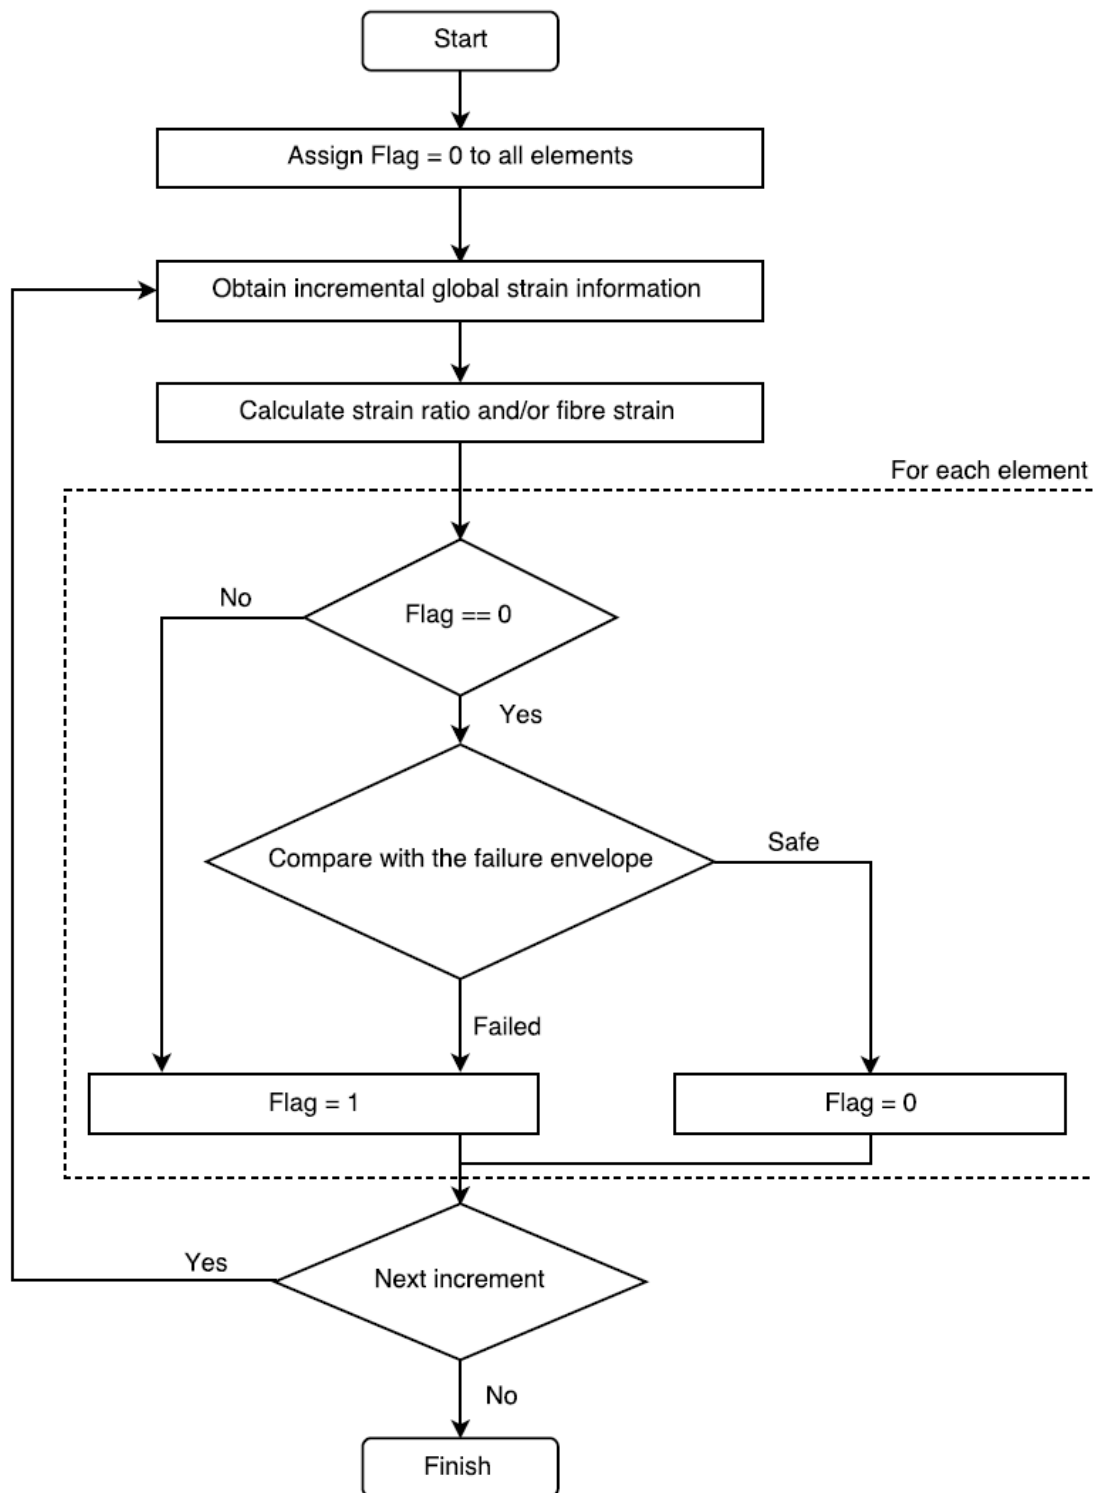 Start
Assign Flag = 0 to all elements
Obtain incremental global strain information
Calculate strain ratio and/or fibre strain
For each element
No
Flag == 0
Yes
Safe
Compare with the failure envelope
Failed
Flag = 1
Flag = 0
Yes
Next increment
No
Finish